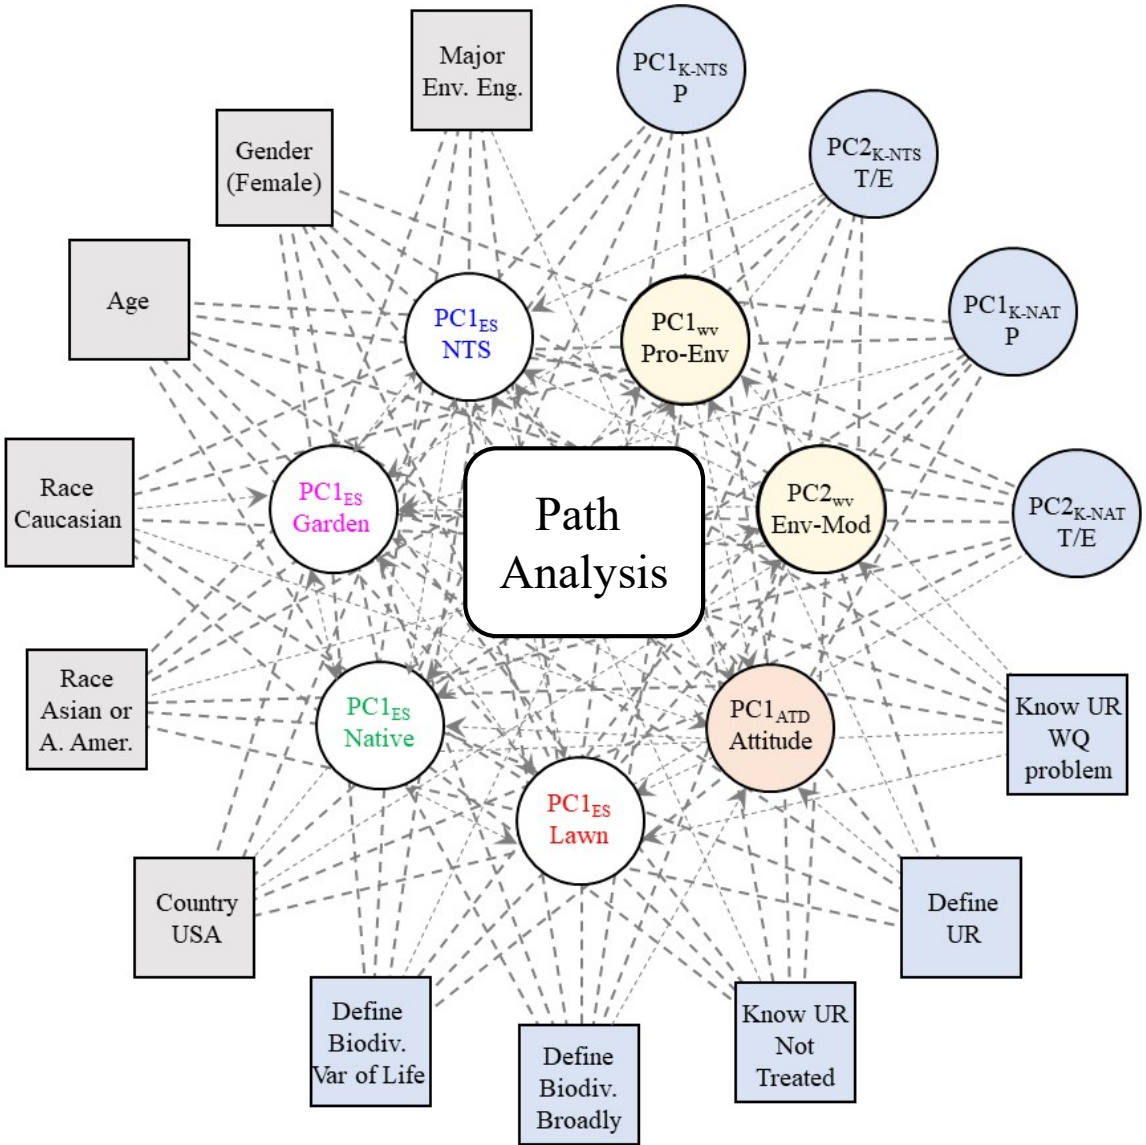 Major
Env. Eng.
PC1K-NTS
P
PC2K-NTS
T/E
Gender
(Female)
Age
PC1ES
NTS
PC1wv
Pro-Env
PC1K-NAT
P
Race
Caucasian
PC1ES
Garden
Path
Analysis
PC2wv
Env-Mod
PC2K-NAT
T/E
Race
Asian or
A. Amer.
PC1ES
Native
PC1ATD
Attitude
Know UR
WQ
problem
PC1ES
Lawn
Country
USA
Define
UR
Define
Biodiv.
Var of Life
Define
Biodiv.
Broadly
Know UR
Not
Treated